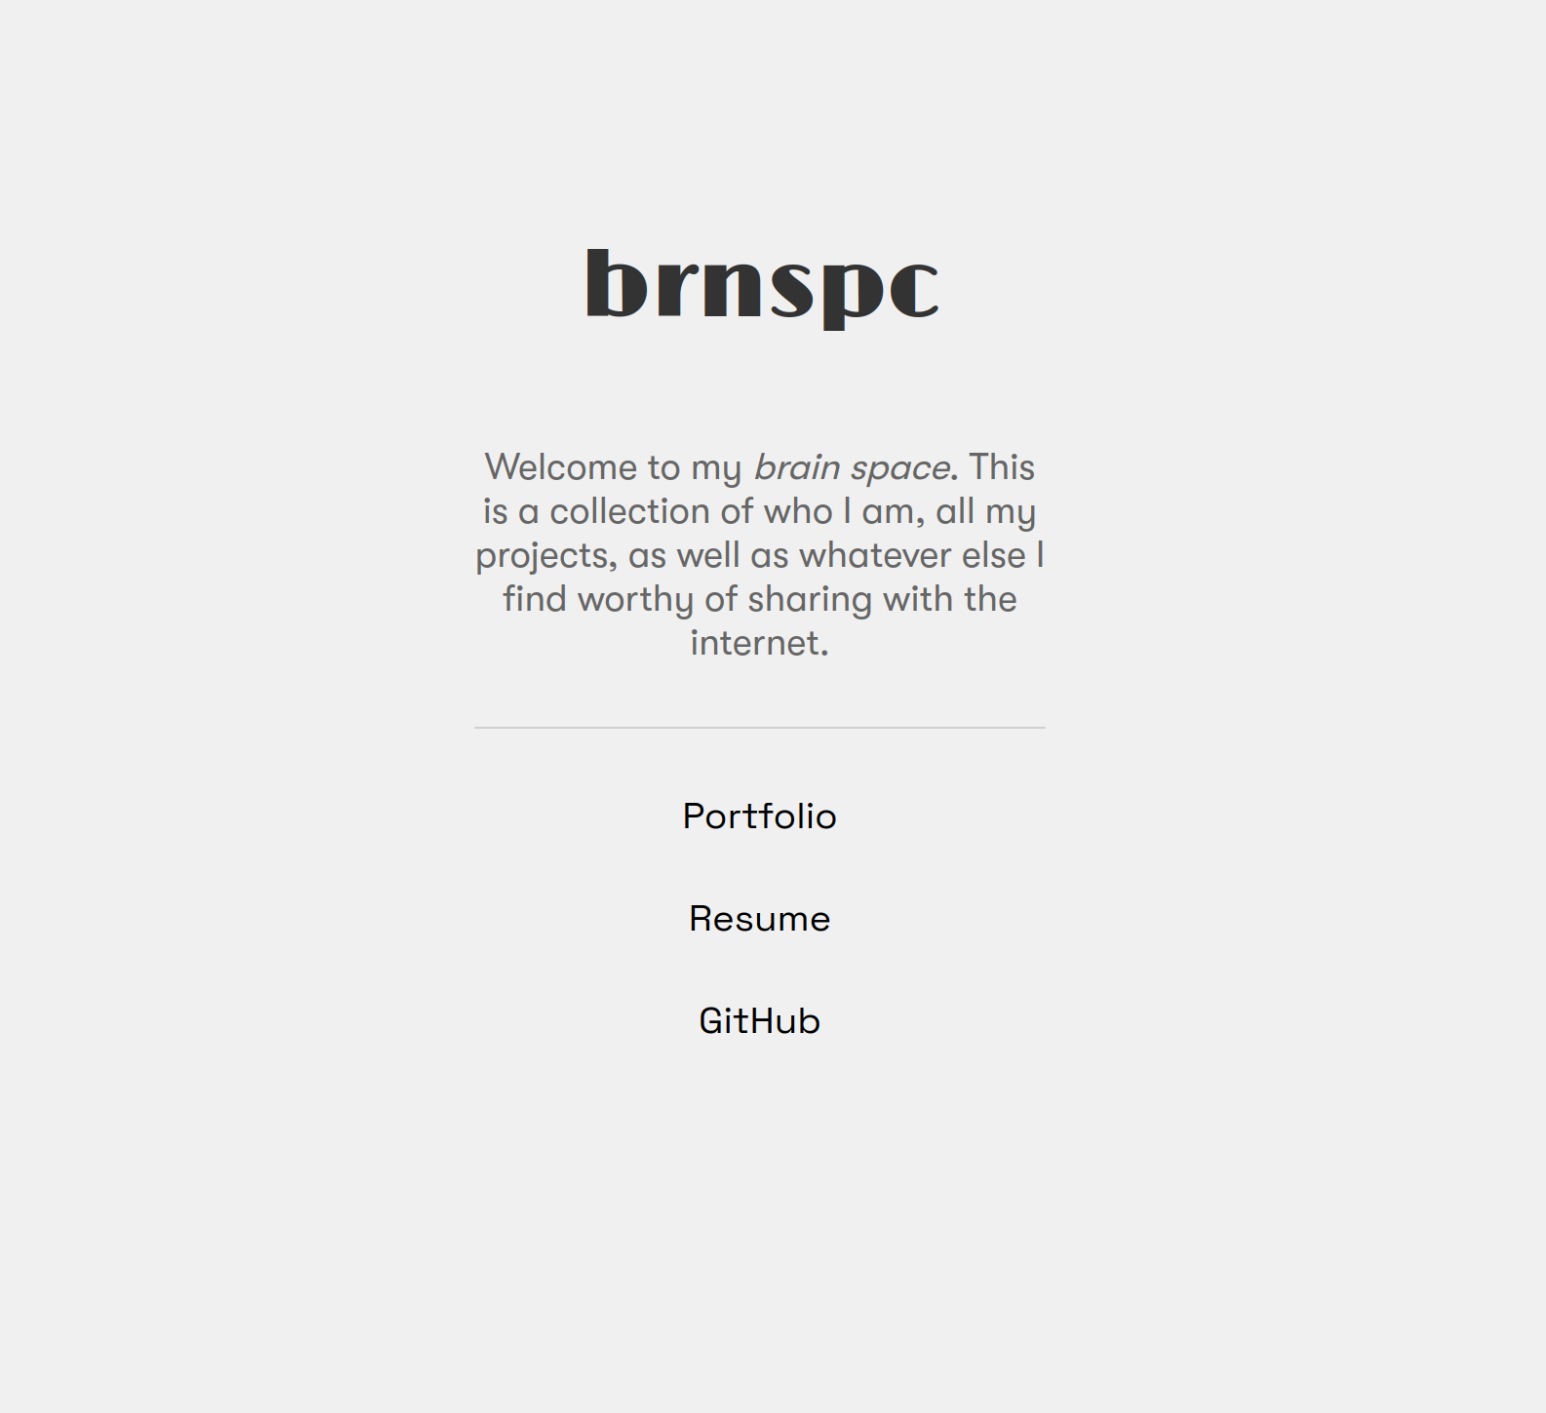 brnspc
Welcome to my brain space. This
is a collection of who I am, all my
projects, as well as whatever else I
find worthy of sharing with the
internet.
Portfolio
Resume
GitHub